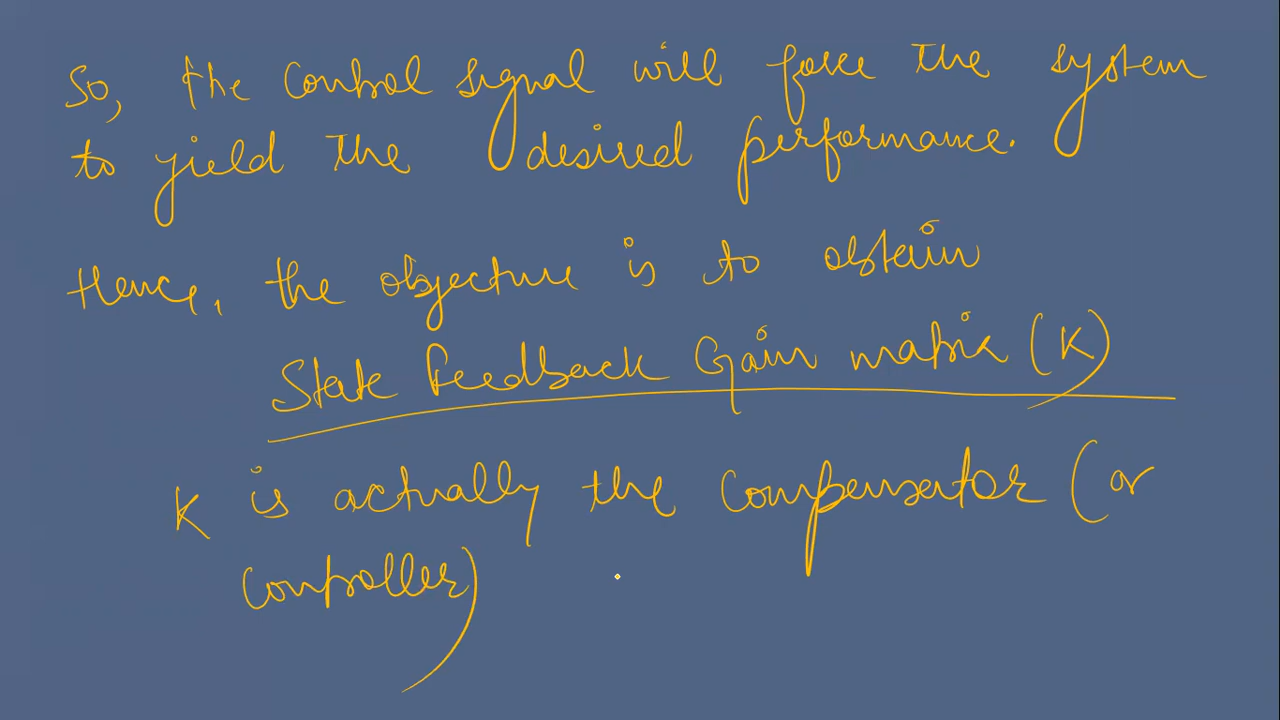 So, the control signal will force the system
to yield the desired performance.
Hence, the objective is to obtain
State Feedback Gain matrix (K)
K is actually the compensator (or
controller)